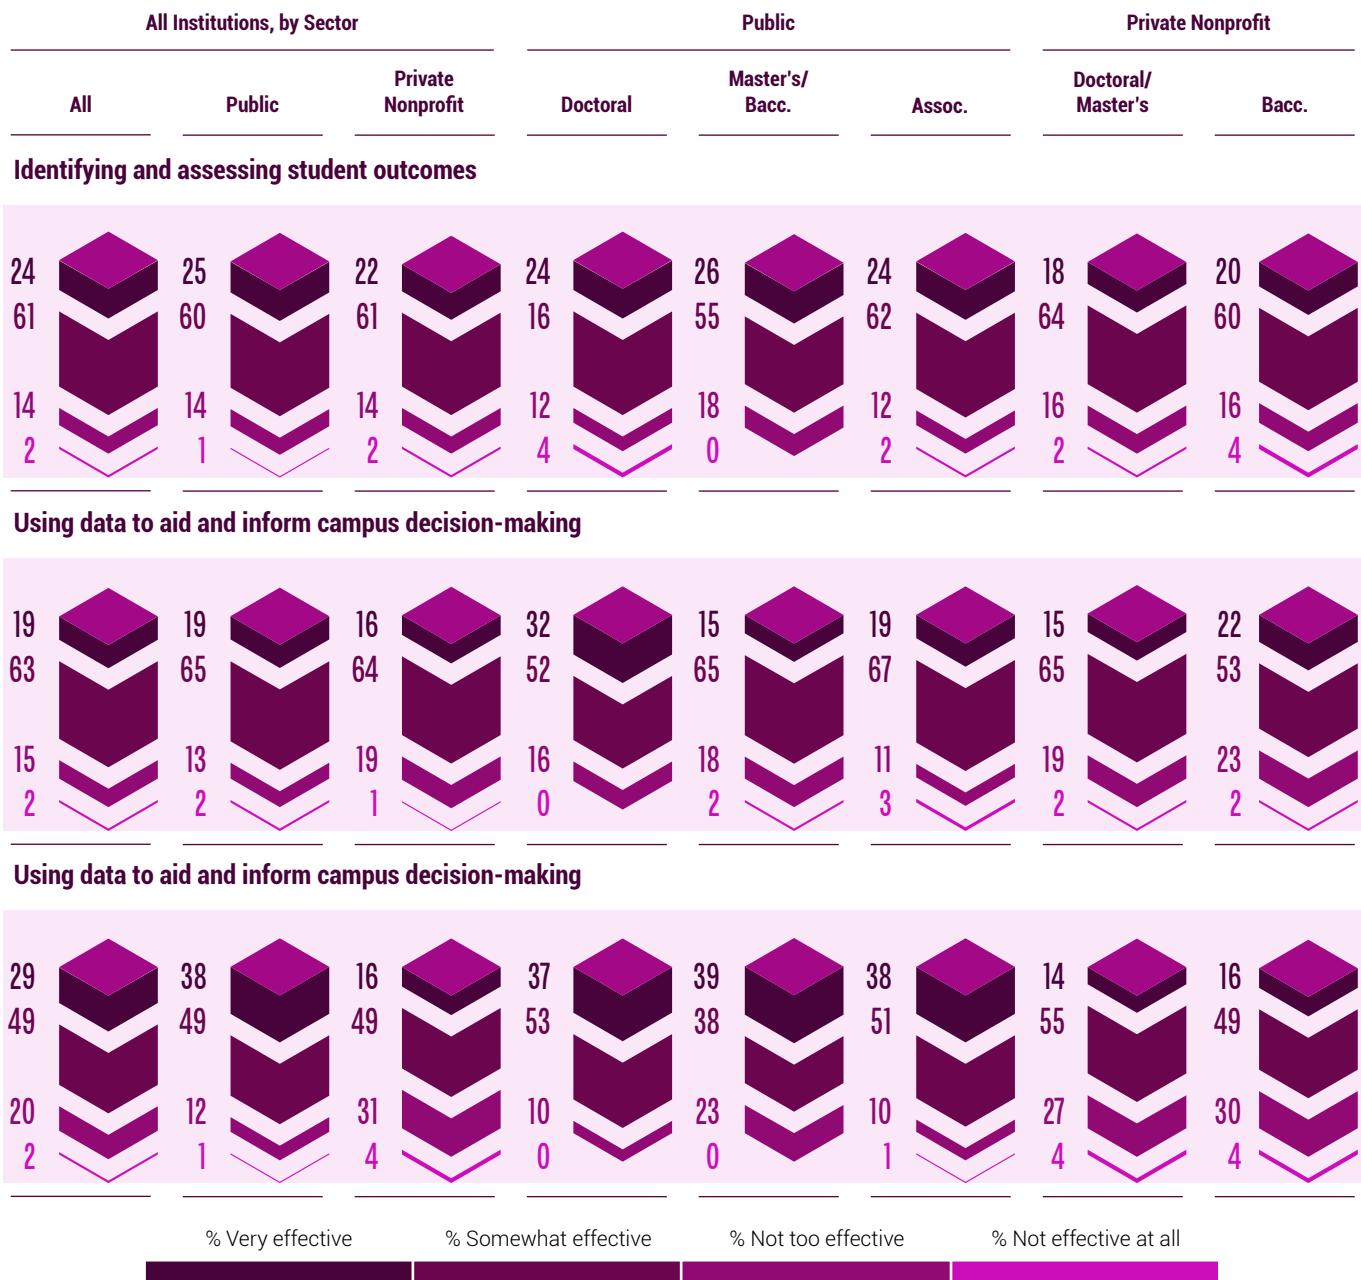 All Institutions, by Sector
Public
Private Nonprofit
All
Public
Private
Nonprofit
Doctoral
Master's/
Bacc.
Assoc.
Doctoral/
Master's
Bacc.
Identifying and assessing student outcomes
24 25 22 24 26 24 18 20
61 60 61 16 55 62 64 60
14 14 14 12 18 12 16 16
2 1 2 4 0 2 2 4
Using data to aid and inform campus decision-making
19 19 16 32 15 19 15 22
63 65 64 52 65 67 65 53
15 13 19 16 18 11 19 23
2 2 1 0 2 3 2 2
Using data to aid and inform campus decision-making
29 38 16 37 39 38 14 16
49 49 49 53 38 51 55 49
20 12 31 10 23 10 27 30
2 1 4 0 0 1 4 4
% Very effective % Somewhat effective % Not too effective % Not effective at all